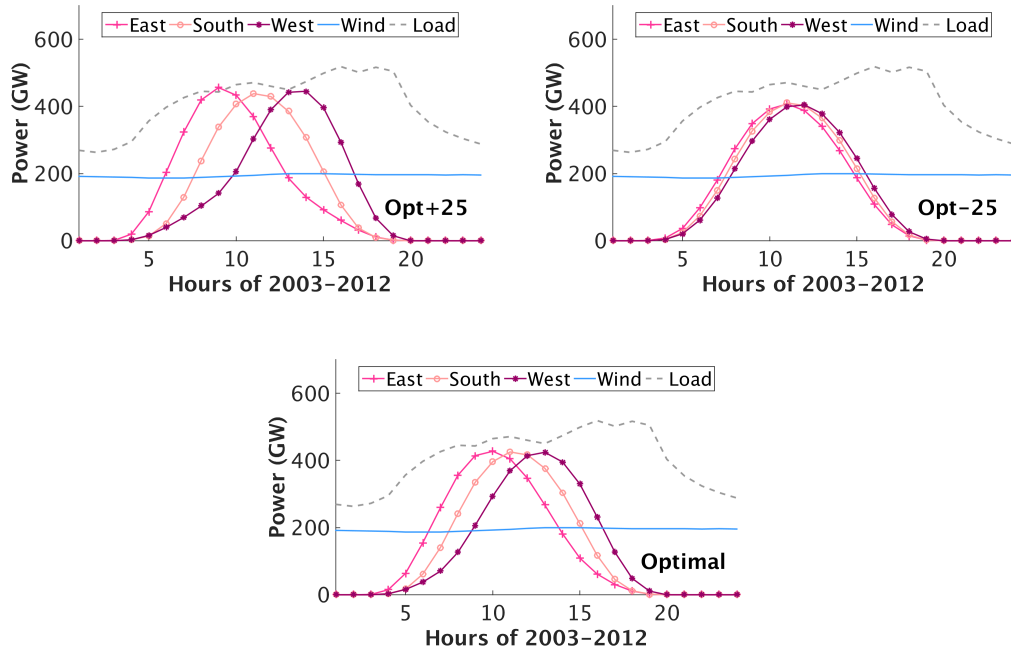 East South West Wind Load
600
400
200
0
Power (GW)
Opt+25
5 10 15 20
Hours of 2003-2012
East South West Wind Load
600
400
200
0
Power (GW)
Opt-25
5 10 15 20
Hours of 2003-2012
East South West Wind Load
600
400
200
0
Power (GW)
Optimal
5 10 15 20
Hours of 2003-2012